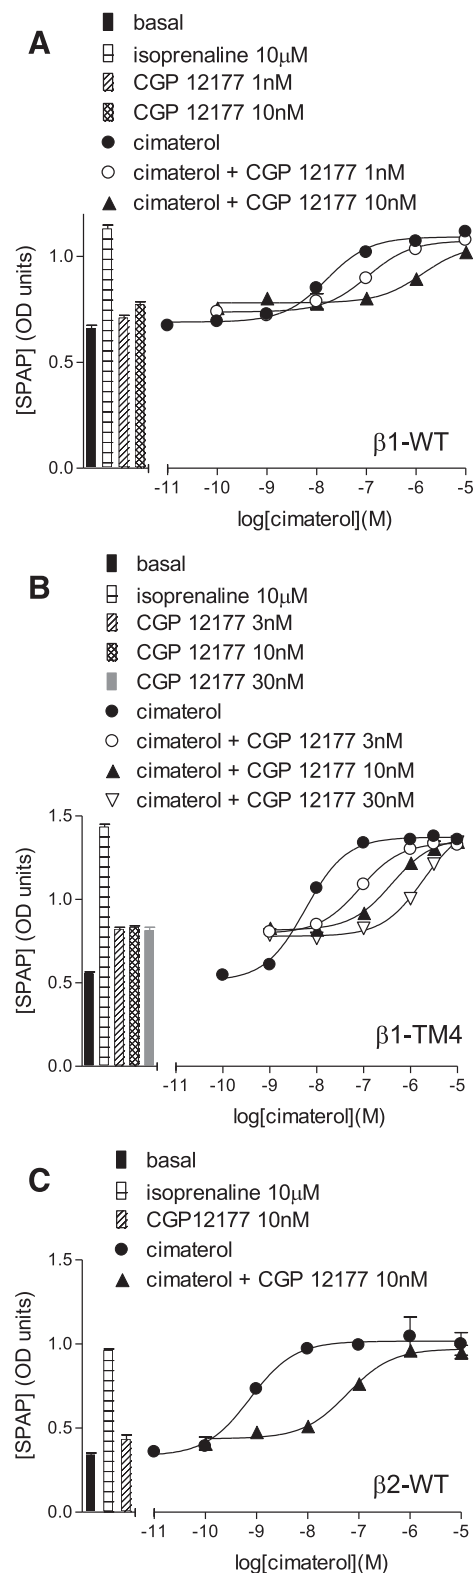 A
basal
isoprenaline 10μM
CGP 12177 1nM
CGP 12177 10nM
cimaterol
cimaterol + CGP 12177 1nM
cimaterol + CGP 12177 10nM
[SPAP] (OD units)
1.0
0.5
0.0
β1-WT
-11 -10 -9 -8 -7 -6 -5
log[cimaterol](M)
B
basal
isoprenaline 10μM
CGP 12177 3nM
CGP 12177 10nM
CGP 12177 30nM
cimaterol
cimaterol + CGP 12177 3nM
cimaterol + CGP 12177 10nM
cimaterol + CGP 12177 30nM
[SPAP] (OD units)
1.5
1.0
0.5
0.0
β1-TM4
-11 -10 -9 -8 -7 -6 -5
log[cimaterol](M)
C
basal
isoprenaline 10μM
CGP12177 10nM
cimaterol
cimaterol + CGP 12177 10nM
[SPAP] (OD units)
1.5
1.0
0.5
0.0
β2-WT
-11 -10 -9 -8 -7 -6 -5
log[cimaterol](M)